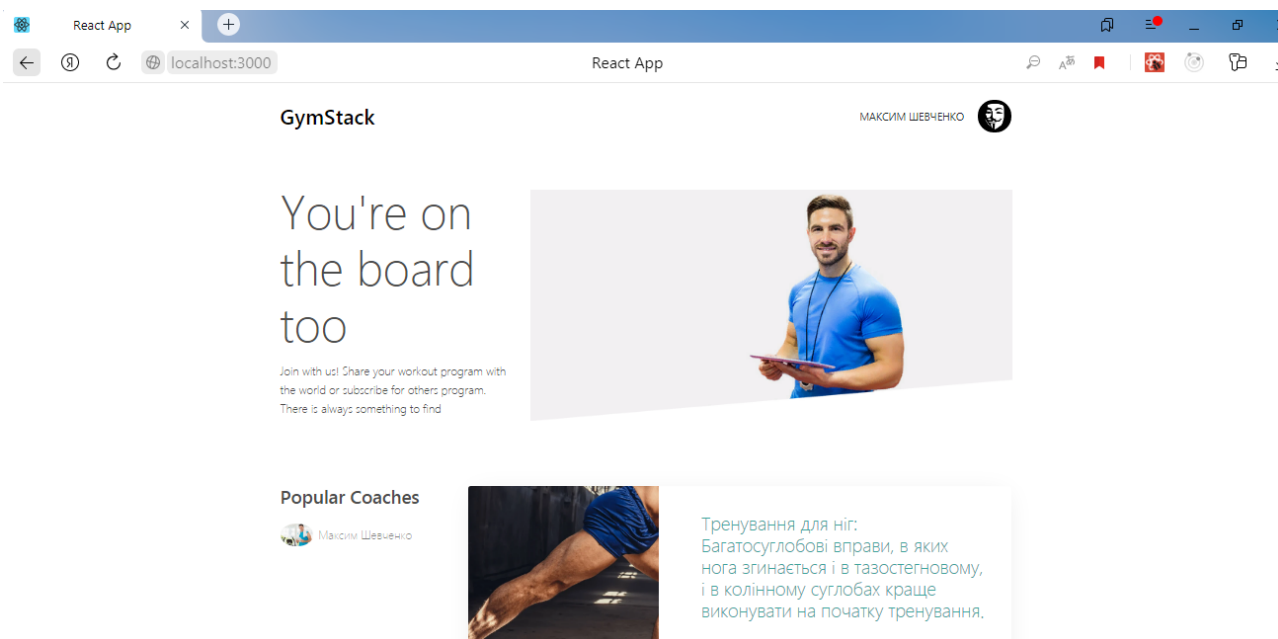 React App
localhost:3000
React App
GymStack
МАКСИМ ШЕВЧЕНКО
You're on
the board
too
Join with us! Share your workout program with
the world or subscribe for others program.
There is always something to find
Popular Coaches
Максим Шевченко
Тренування для ніг:
Багатосуглобові вправи, в яких
нога згинається і в тазостегновому,
і в колінному суглобах краще
виконувати на початку тренування.